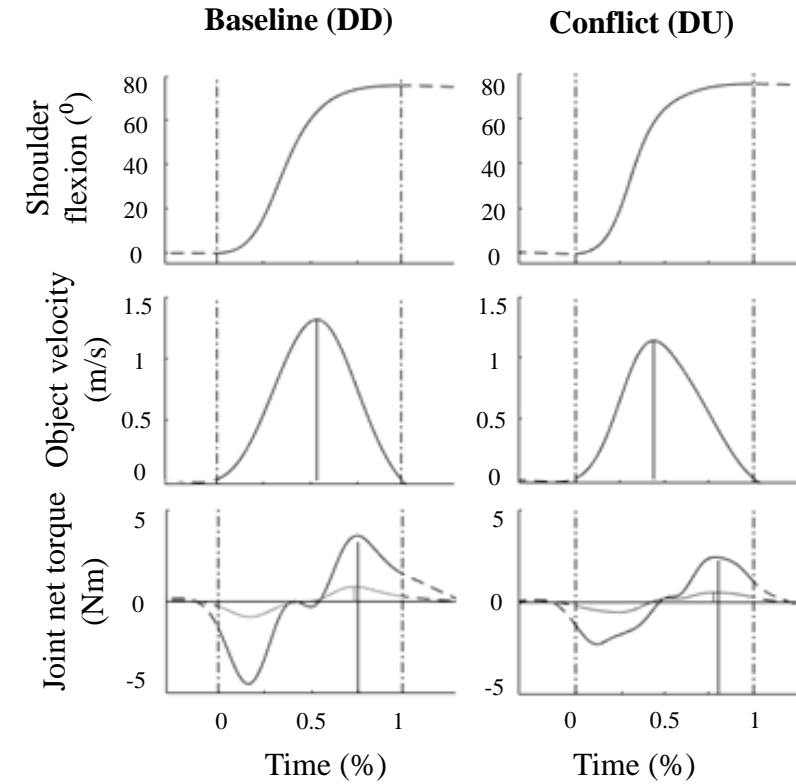 Baseline (DD)
Conflict (DU)
Shoulder
flexion (⁰)
80
60
40
20
0
80
60
40
20
0
Object velocity
(m/s)
1.5
1
0.5
0
1.5
1
0.5
0
Joint net torque
(Nm)
5
0
-5
5
0
-5
0 0.5 1
0 0.5 1
Time (%)
Time (%)